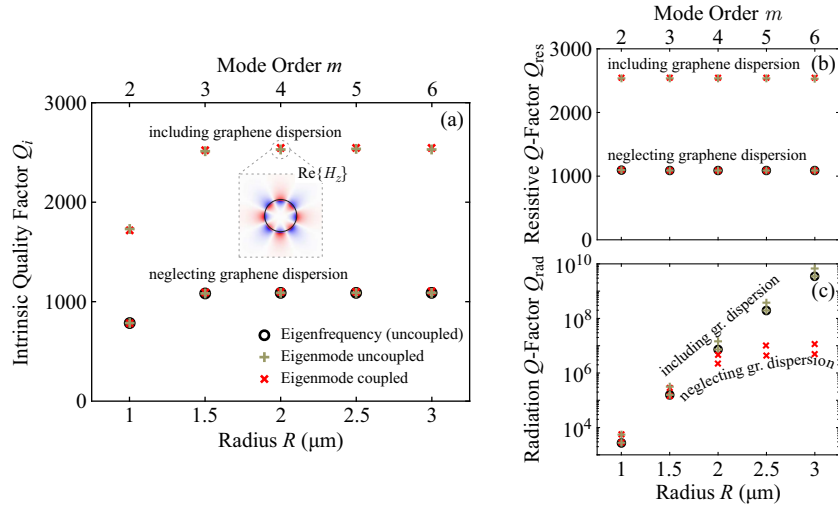 Mode Order m
2 3 4 5 6
(a)
3000
2000
1000
0
Intrinsic Quality Factor Qi
including graphene dispersion
Re{Hz}
neglecting graphene dispersion
Eigenfrequency (uncoupled)
Eigenmode uncoupled
Eigenmode coupled
1 1.5 2 2.5 3
Radius R (μm)
Mode Order m
2 3 4 5 6
(b)
3000
2000
1000
0
Resistive Q-Factor Qres
including graphene dispersion
neglecting graphene dispersion
(c)
10^10
10^8
10^6
10^4
Radiation Q-Factor Qrad
including gr. dispersion
neglecting gr. dispersion
1 1.5 2 2.5 3
Radius R (μm)